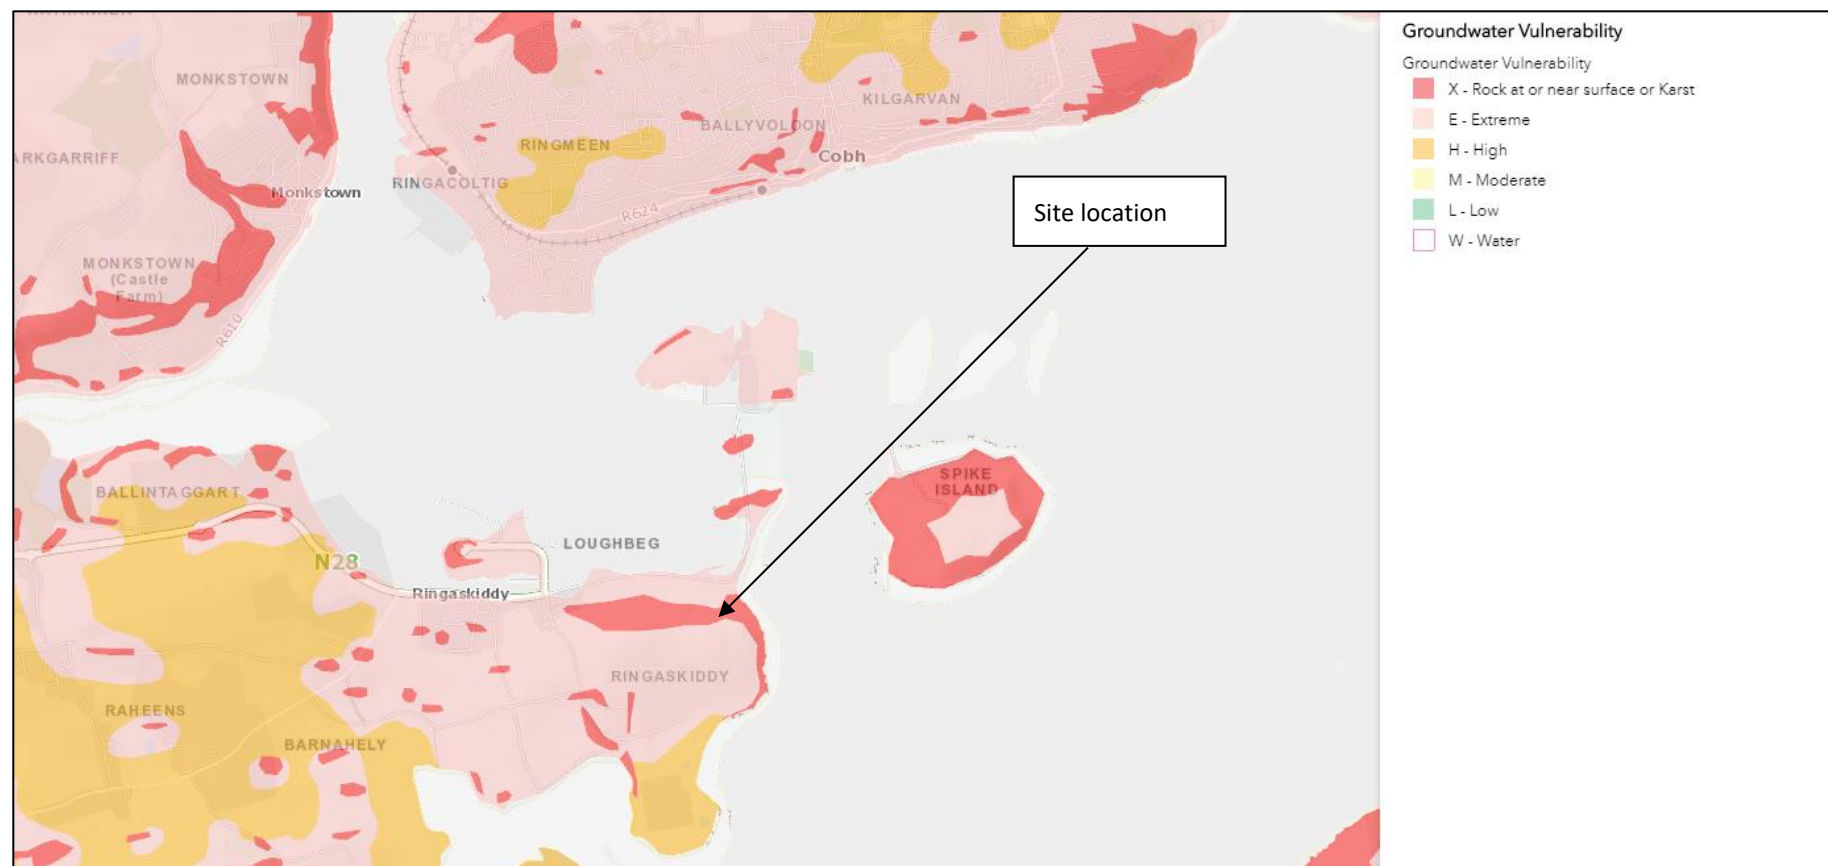 Groundwater Vulnerability
Groundwater Vulnerability
X - Rock at or near surface or Karst
E - Extreme
H - High
M - Moderate
L - Low
W - Water
MONKSTOWN
KILGARVAN
BALLYVOLOON
RINGMEEN
ARKGARRIFF
Cobh
RINGACOLTIG
Monkstown
R624
Site location
MONKSTOWN
(Castle
Farm)
R610
SPIKE
ISLAND
BALLINTAGGART
LOUGHBEG
N28
Ringaskiddy
RINGASKIDDY
RAHEENS
BARNAHELY